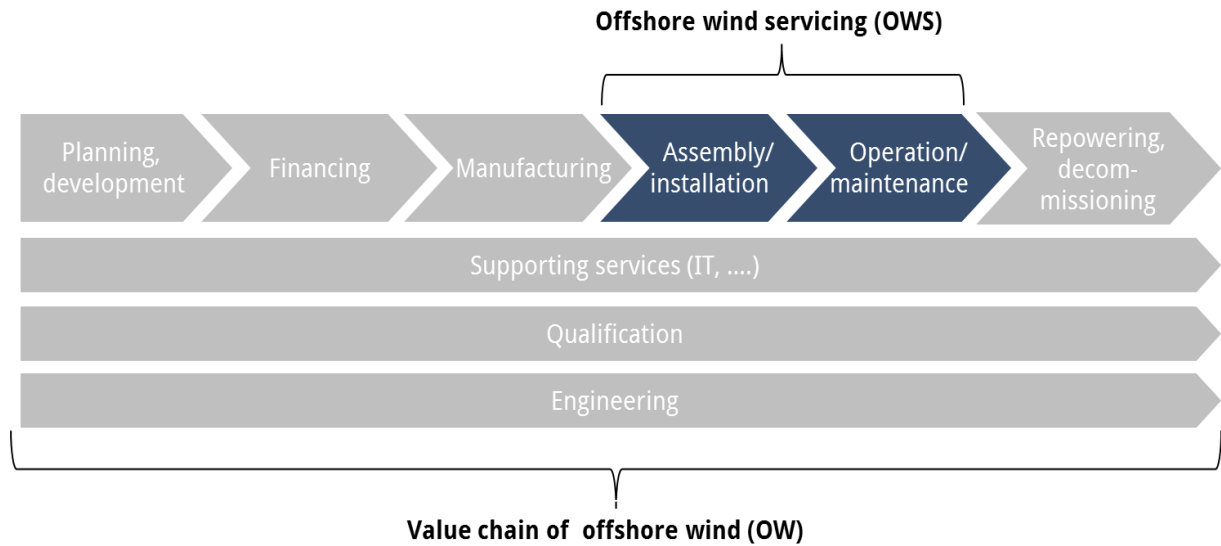 Offshore wind servicing (OWS)
Planning,
development
Financing
Manufacturing
Assembly/
installation
Operation/
maintenance
Repowering,
decom-
missioning
Supporting services (IT, ....)
Qualification
Engineering
Value chain of  offshore wind (OW)